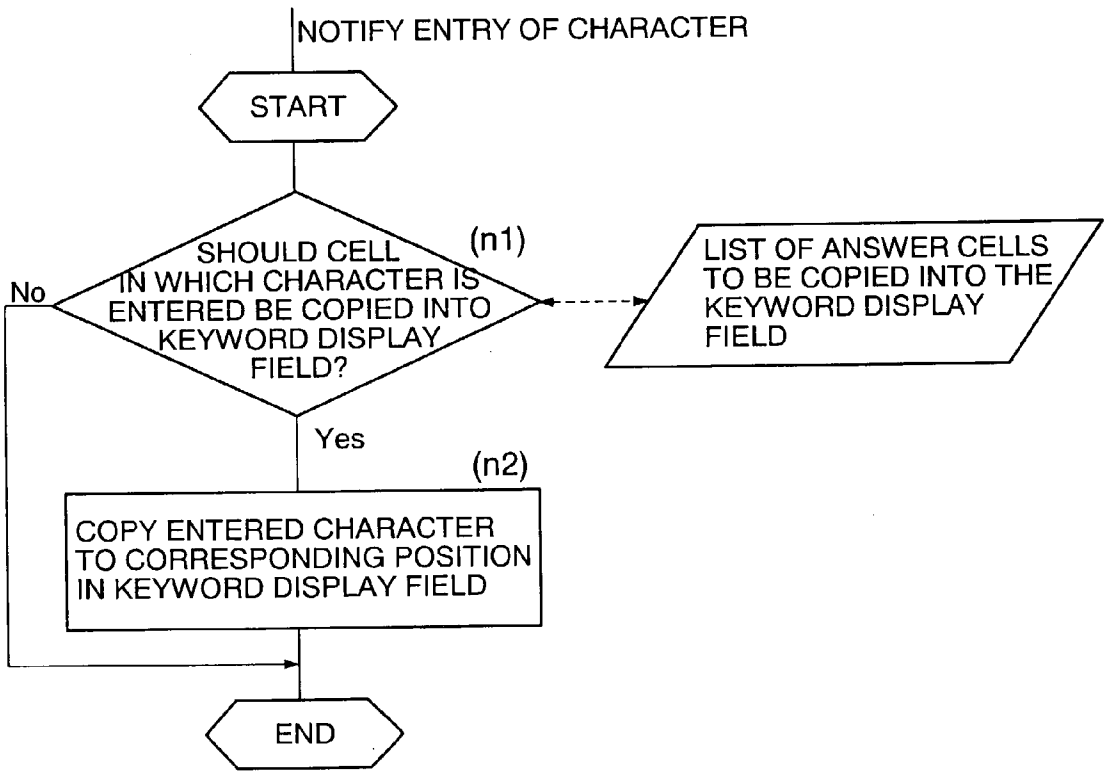 NOTIFY ENTRY OF CHARACTER
START
(n1)
SHOULD CELL
IN WHICH CHARACTER IS
ENTERED BE COPIED INTO
KEYWORD DISPLAY
FIELD?
No
LIST OF ANSWER CELLS
TO BE COPIED INTO THE
KEYWORD DISPLAY
FIELD
Yes
(n2)
COPY ENTERED CHARACTER
TO CORRESPONDING POSITION
IN KEYWORD DISPLAY FIELD
END